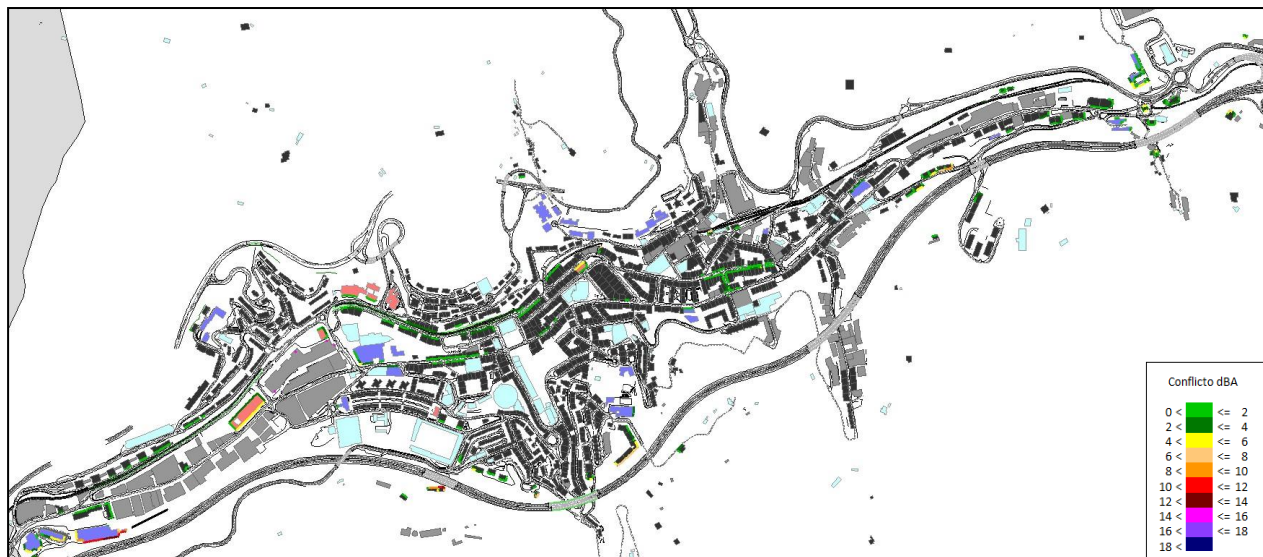 Conflicto dBA
0 < <= 2
2 < <= 4
4 < <= 6
6 < <= 8
8 < <= 10
10 < <= 12
12 < <= 14
14 < <= 16
16 < <= 18
18 <